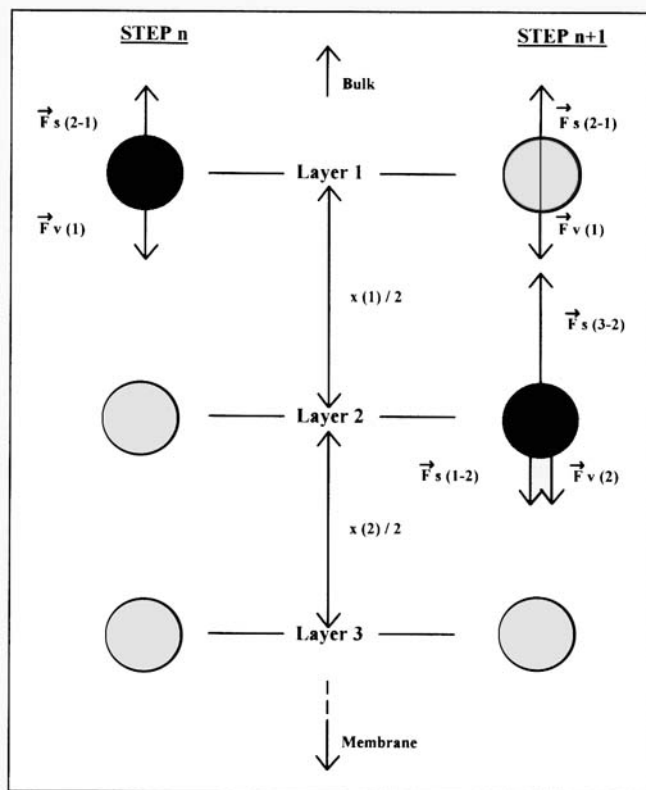 STEP n
STEP n+1
Bulk
F s (2-1)
F s (2-1)
Layer 1
F v (1)
F v (1)
x (1) / 2
F s (3-2)
Layer 2
F s (1-2)
F v (2)
x (2) / 2
Layer 3
Membrane